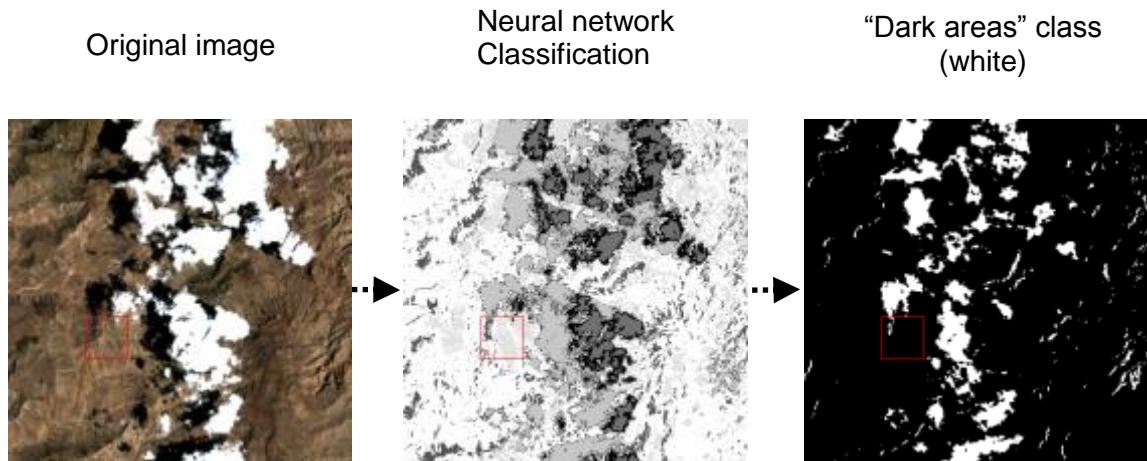 Original image
Neural network
Classification
“Dark areas” class
(white)